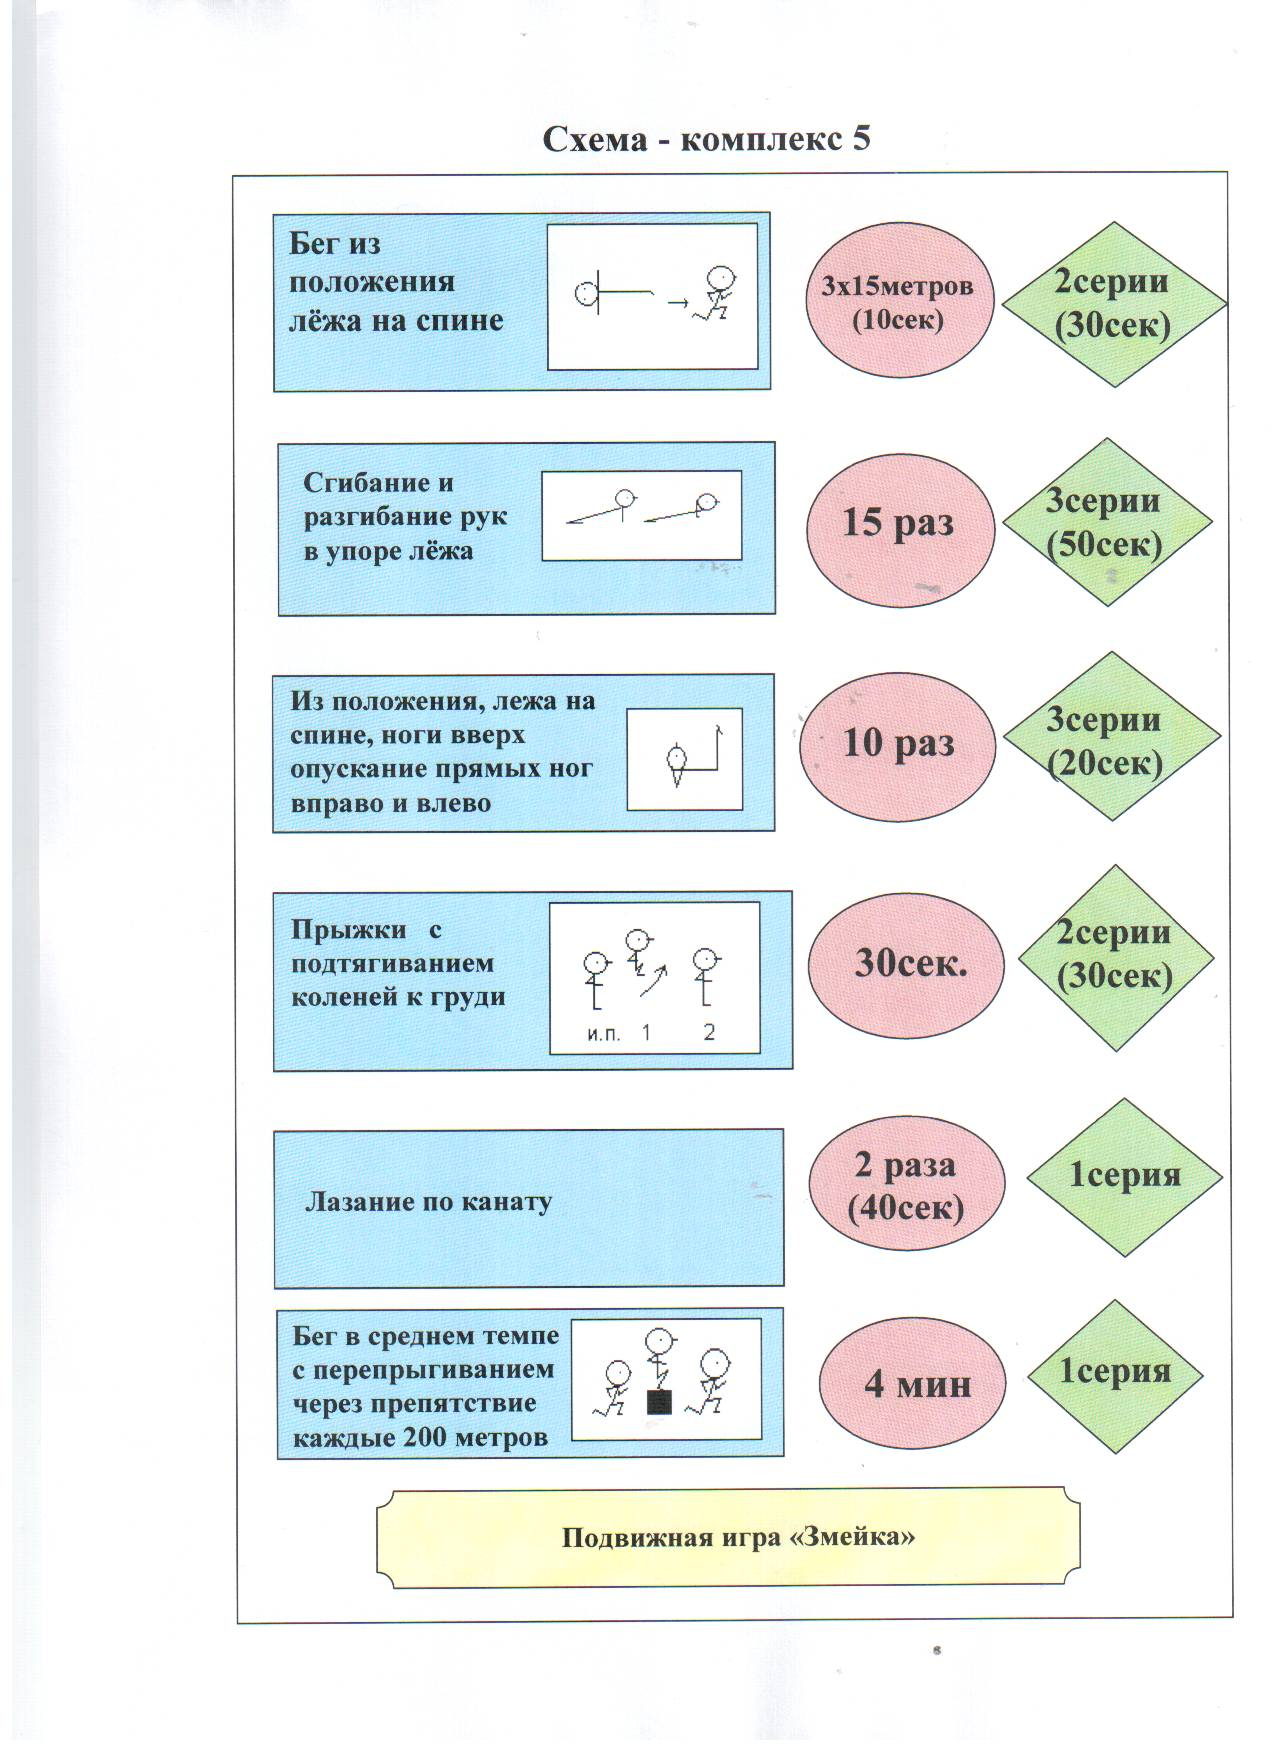 Схема - комплекс 5
Бег из
положения
лёжа на спине
3х15метров
(10сек)
2серии
(30сек)
Сгибание и
разгибание рук
в упоре лёжа
15 раз
3серии
(50сек)
Из положения, лежа на
спине, ноги вверх
опускание прямых ног
вправо и влево
10 раз
3серии
(20сек)
Прыжки с
подтягиванием
коленей к груди
и.п. 1 2
30сек.
2серии
(30сек)
Лазание по канату
2 раза
(40сек)
1серия
Бег в среднем темпе
с перепрыгиванием
через препятствие
каждые 200 метров
4 мин
1серия
Подвижная игра «Змейка»